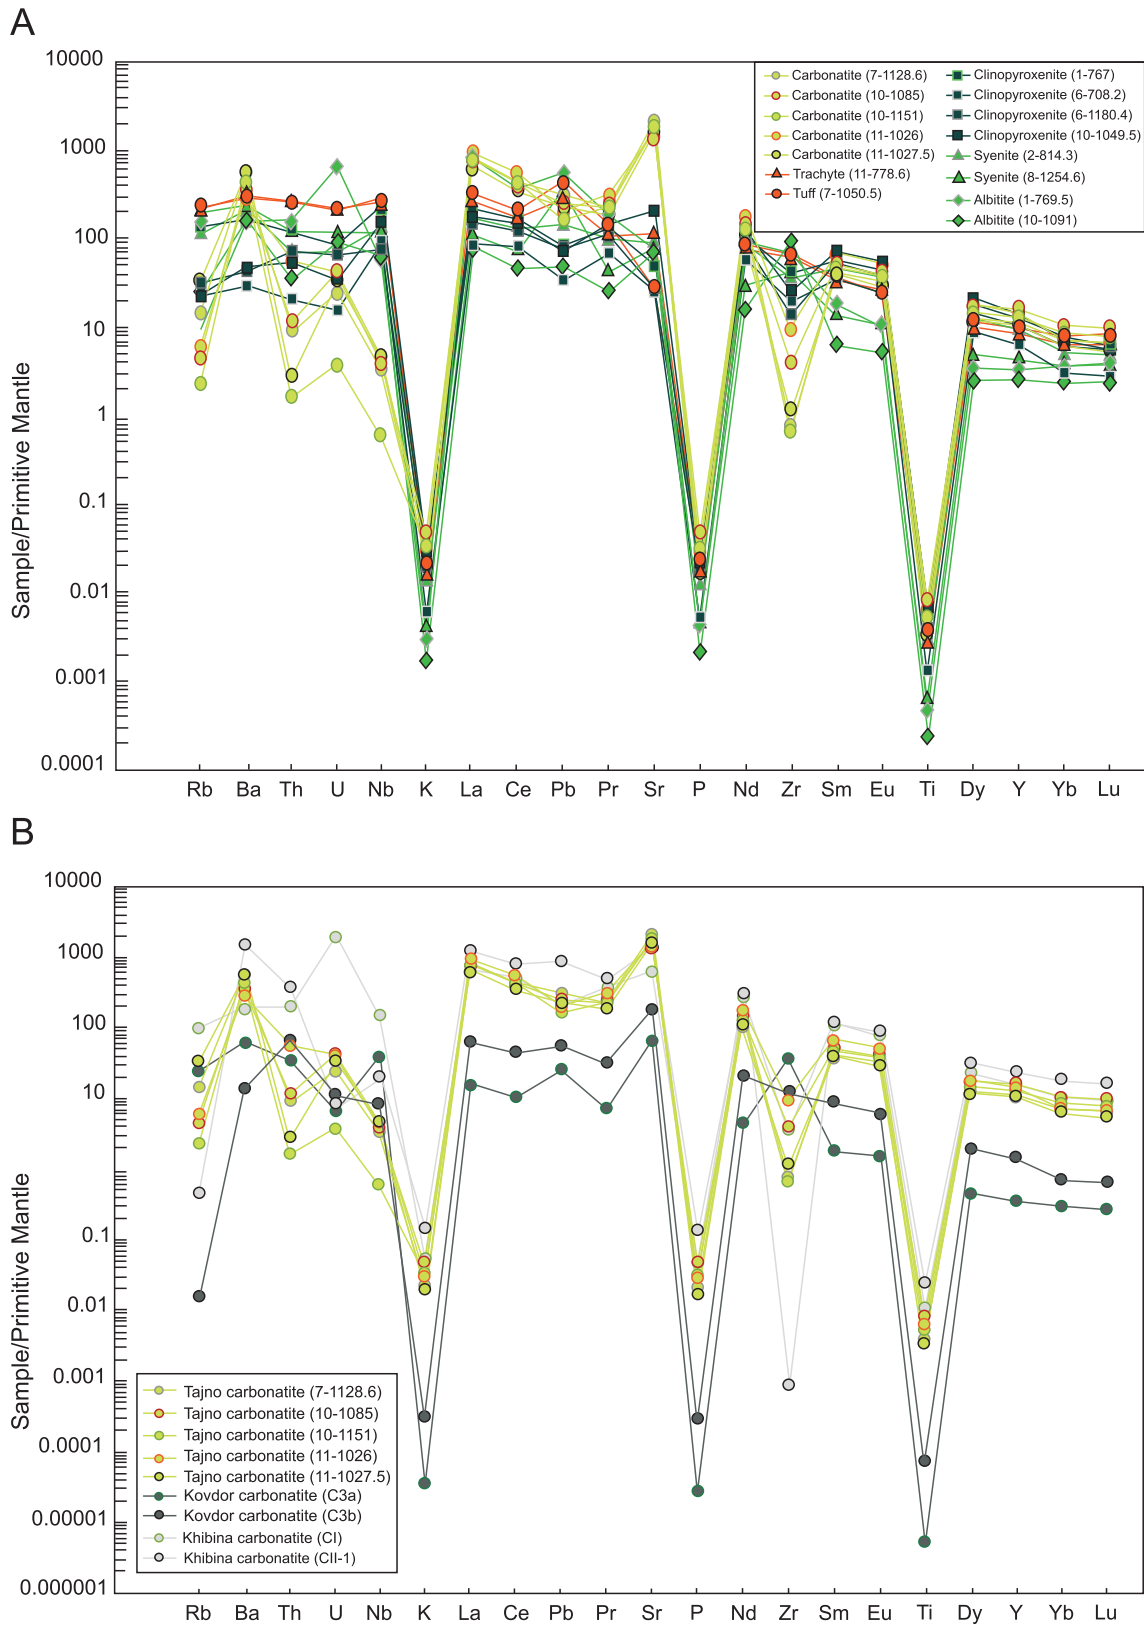 A
10000
1000
100
10
1
0.1
0.01
0.001
0.0001
Sample/Primitive Mantle
Carbonatite (7-1128.6)
Carbonatite (10-1085)
Carbonatite (10-1151)
Carbonatite (11-1026)
Carbonatite (11-1027.5)
Trachyte (11-778.6)
Tuff (7-1050.5)
Clinopyroxenite (1-767)
Clinopyroxenite (6-708.2)
Clinopyroxenite (6-1180.4)
Clinopyroxenite (10-1049.5)
Syenite (2-814.3)
Syenite (8-1254.6)
Albitite (1-769.5)
Albitite (10-1091)
Rb Ba Th U Nb K La Ce Pb Pr Sr P Nd Zr Sm Eu Ti Dy Y Yb Lu
B
10000
1000
100
10
0.1
0.01
0.001
0.0001
0.00001
0.000001
Sample/Primitive Mantle
Tajno carbonatite (7-1128.6)
Tajno carbonatite (10-1085)
Tajno carbonatite (10-1151)
Tajno carbonatite (11-1026)
Tajno carbonatite (11-1027.5)
Kovdor carbonatite (C3a)
Kovdor carbonatite (C3b)
Khibina carbonatite (CI)
Khibina carbonatite (CII-1)
Rb Ba Th U Nb K La Ce Pb Pr Sr P Nd Zr Sm Eu Ti Dy Y Yb Lu